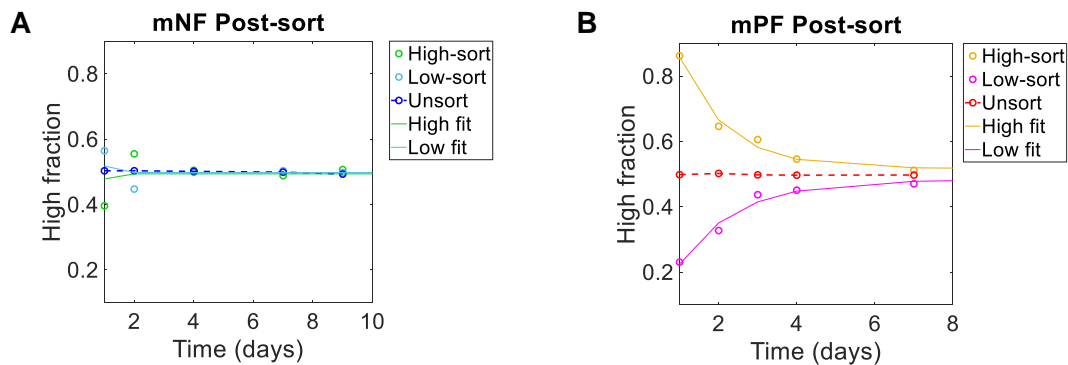 A
mNF Post-sort
High fraction
0.8
0.6
0.4
0.2
2
4
6
8
10
Time (days)
High-sort
Low-sort
Unsort
High fit
Low fit
B
mPF Post-sort
High fraction
0.8
0.6
0.4
0.2
2
4
6
8
Time (days)
High-sort
Low-sort
Unsort
High fit
Low fit